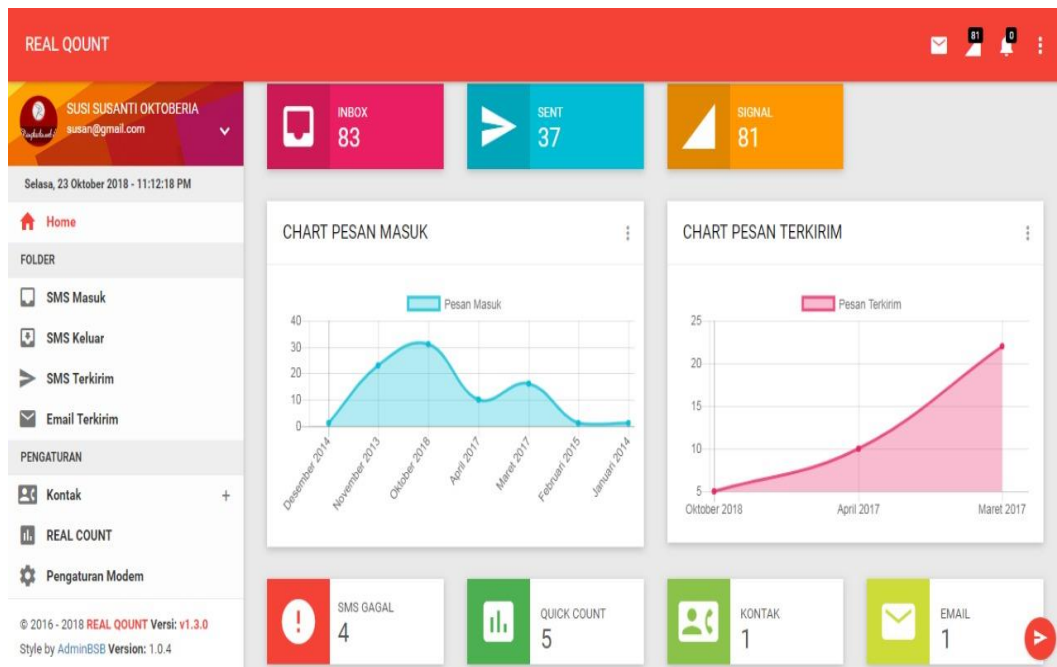 REAL QOUNT
81
0
SUSI SUSANTI OKTOBERIA
susan@gmail.com
Selasa, 23 Oktober 2018 - 11:12:18 PM
Home
FOLDER
SMS Masuk
SMS Keluar
SMS Terkirim
Email Terkirim
PENGATURAN
Kontak
+
REAL COUNT
Pengaturan Modem
© 2016 - 2018 REAL QOUNT Versi: v1.3.0
Style by AdminBSB Version: 1.0.4
INBOX
83
SENT
37
SIGNAL
81
CHART PESAN MASUK
Pesan Masuk
40
30
20
10
0
Desember 2014
November 2013
Oktober 2018
April 2017
Maret 2017
Februari 2015
Januari 2014
CHART PESAN TERKIRIM
Pesan Terkirim
25
20
15
10
5
Oktober 2018
April 2017
Maret 2017
SMS GAGAL
4
QUICK COUNT
5
KONTAK
1
EMAIL
1